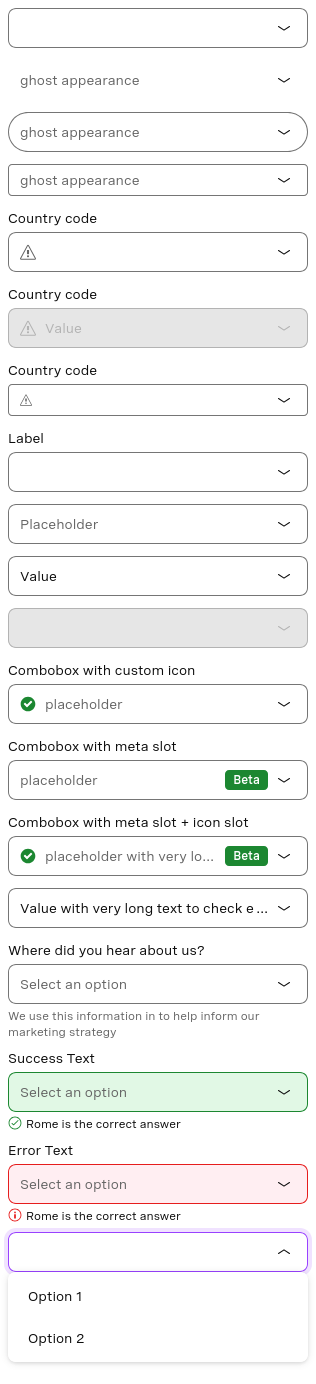 ghost appearance
ghost appearance
ghost appearance
Country code
Country code
Value
Country code
Label
Placeholder
Value
Combobox with custom icon
placeholder
Combobox with meta slot
placeholder Beta
Combobox with meta slot + icon slot
placeholder with very lo... Beta
Value with very long text to check e...
Where did you hear about us?
Select an option
We use this information in to help inform our
marketing strategy
Success Text
Select an option
Rome is the correct answer
Error Text
Select an option
Rome is the correct answer
Option 1
Option 2